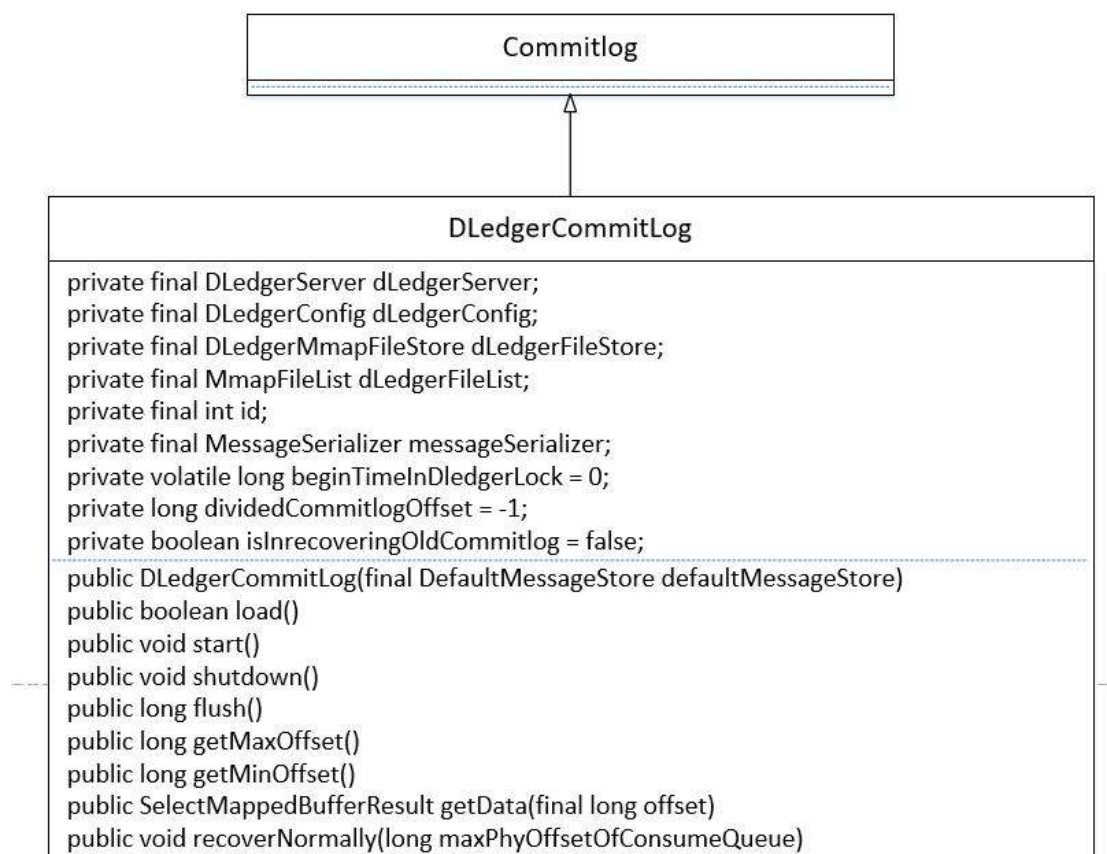 Commitlog
DLedgerCommitLog
private final DLedgerServer dLedgerServer;
private final DLedgerConfig dLedgerConfig;
private final DLedgerMmapFileStore dLedgerFileStore;
private final MmapFileList dLedgerFileList;
private final int id;
private final MessageSerializer messageSerializer;
private volatile long beginTimeInDledgerLock = 0;
private long dividedCommitlogOffset = -1;
private boolean isInrecoveringOldCommitlog = false;
public DLedgerCommitLog(final DefaultMessageStore defaultMessageStore)
public boolean load()
public void start()
public void shutdown()
public long flush()
public long getMaxOffset()
public long getMinOffset()
public SelectMappedBufferResult getData(final long offset)
public void recoverNormally(long maxPhyOffsetOfConsumeQueue)